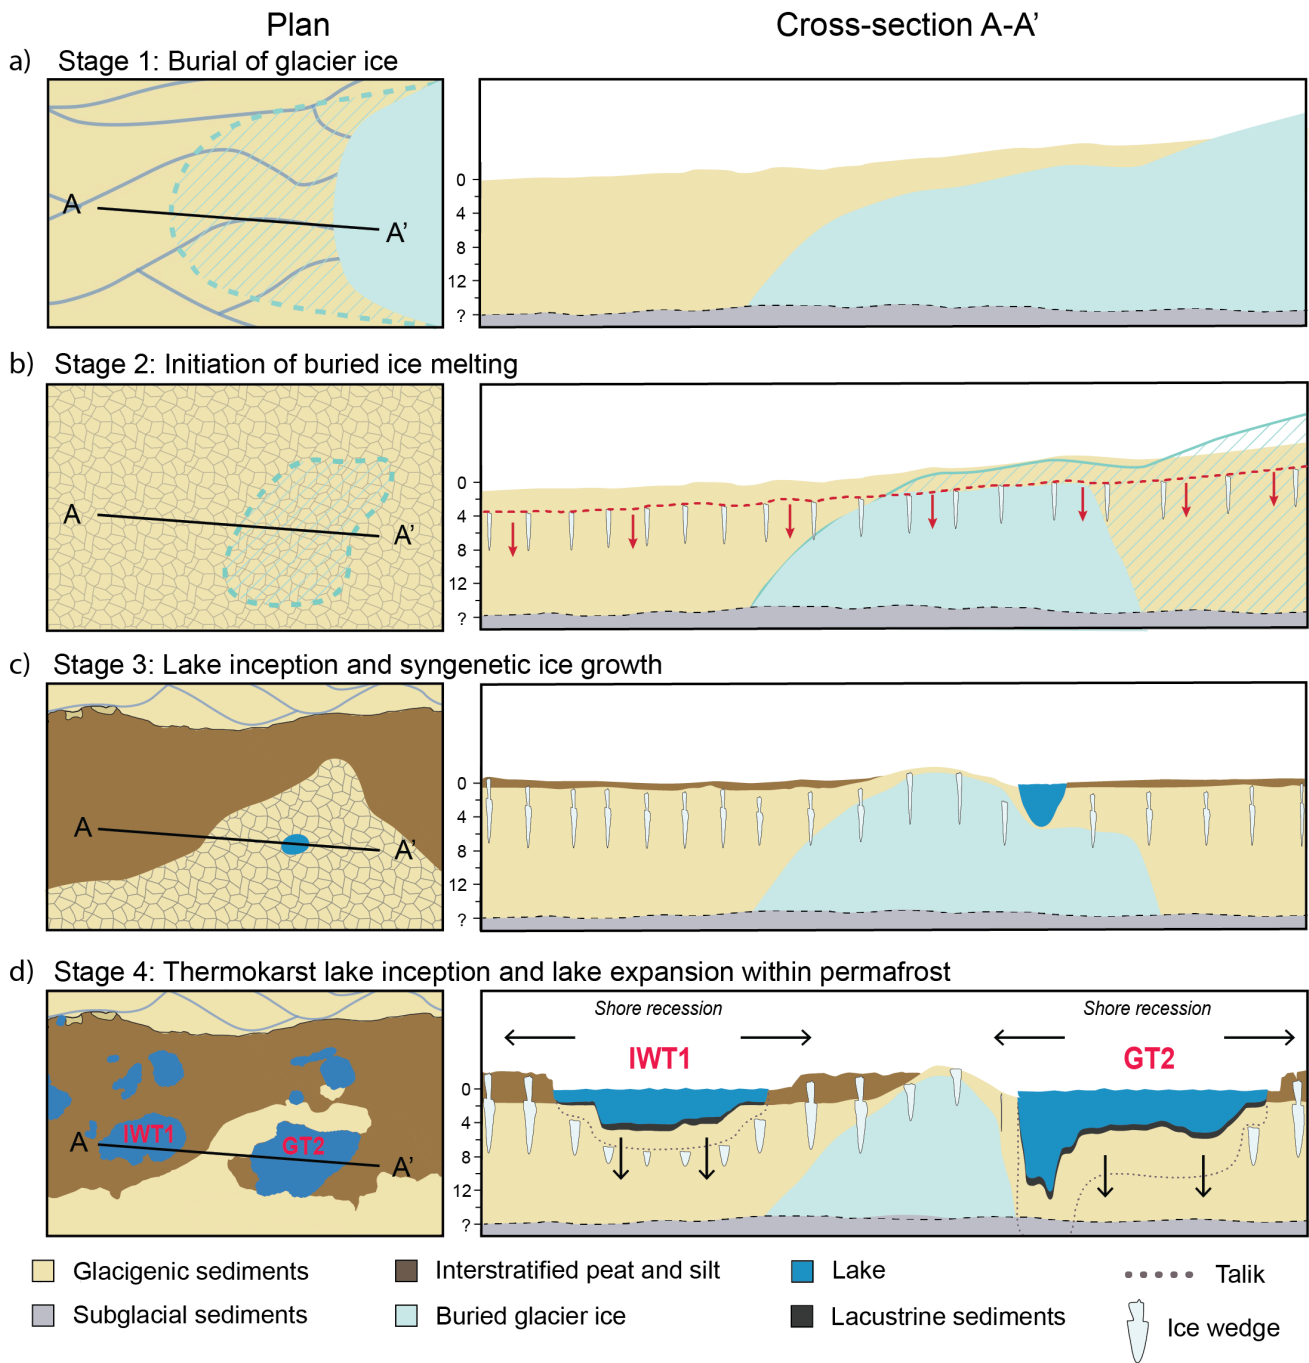 Plan
Cross-section A-A’
a) Stage 1: Burial of glacier ice
A
A’
0
4
8
12
?
b) Stage 2: Initiation of buried ice melting
A
A’
0
4
8
12
?
c) Stage 3: Lake inception and syngenetic ice growth
A
A’
0
4
8
12
?
d) Stage 4: Thermokarst lake inception and lake expansion within permafrost
IWT1
GT2
A
A’
Shore recession
Shore recession
IWT1
GT2
0
4
8
12
?
Glacigenic sediments
Interstratified peat and silt
Lake
Talik
Subglacial sediments
Buried glacier ice
Lacustrine sediments
Ice wedge